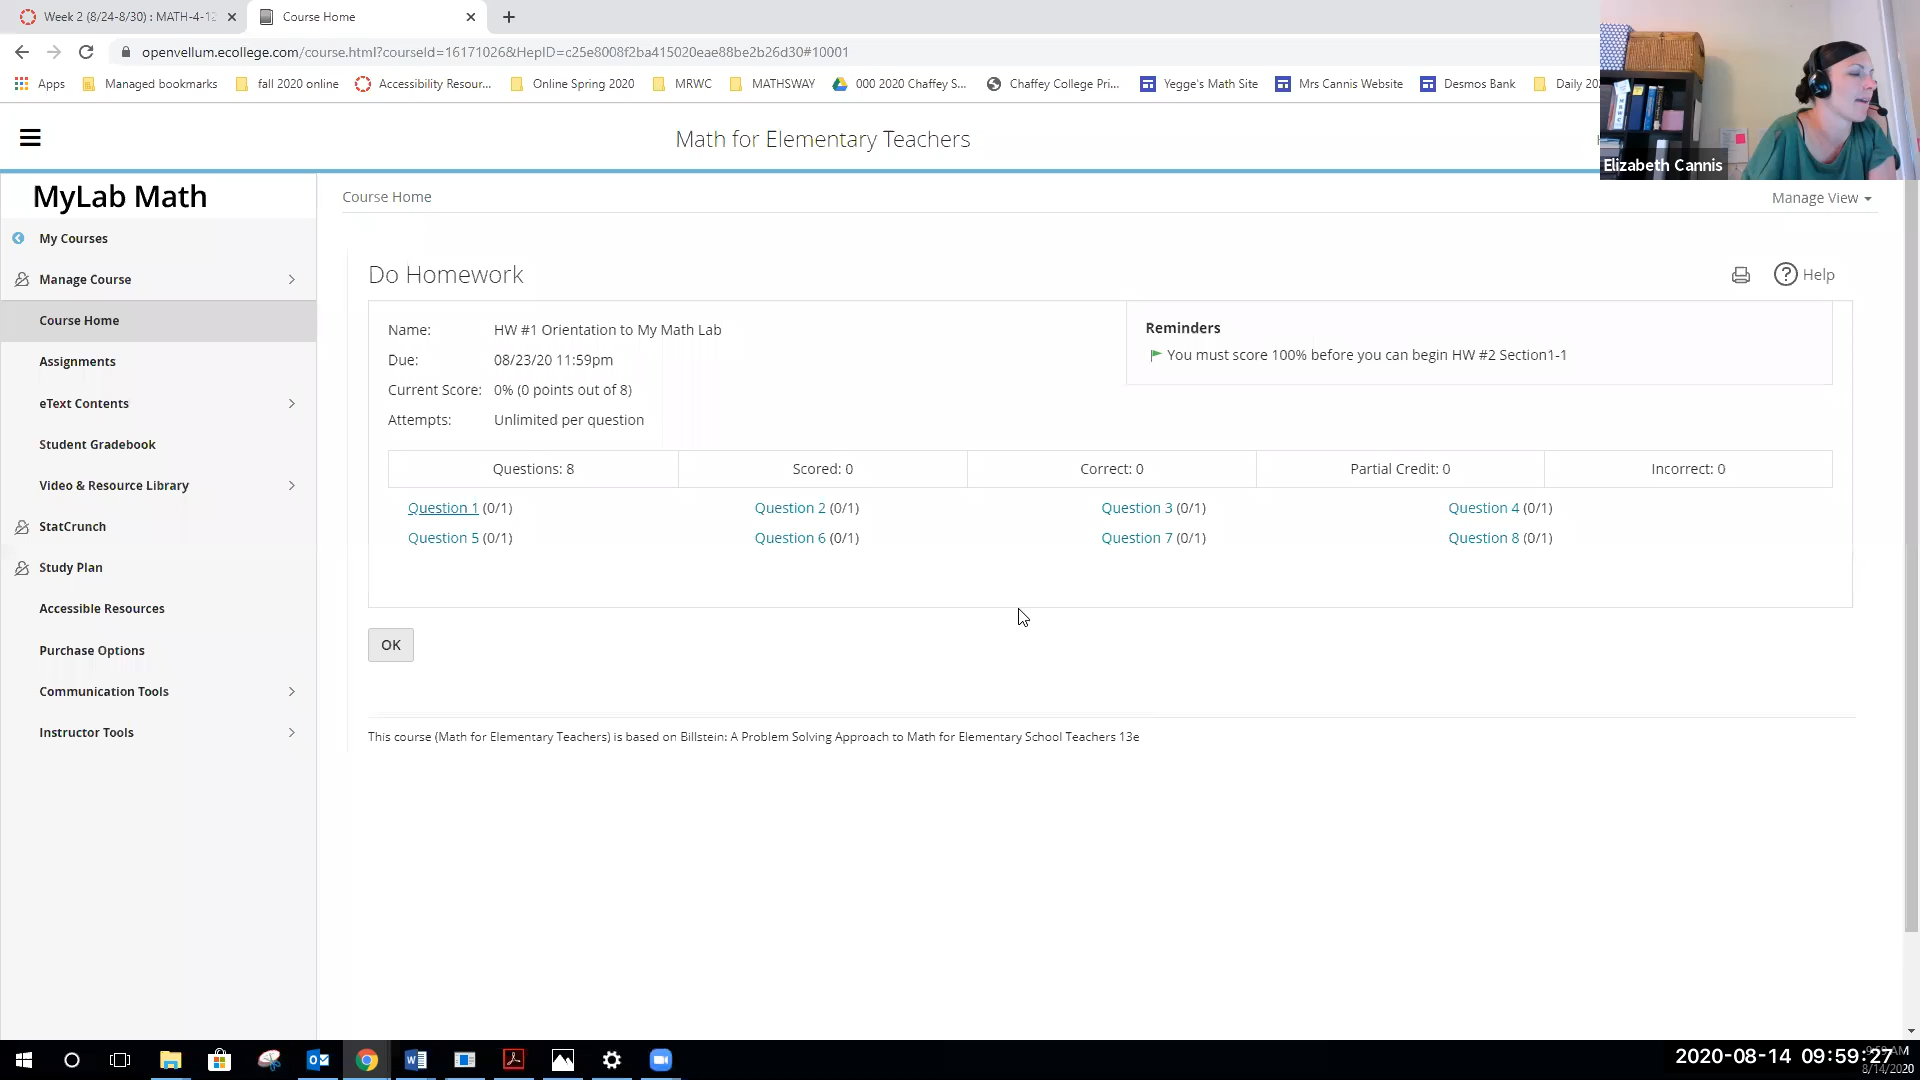 Week 2 (8/24-8/30) : MATH-4-12
Course Home
openvellum.ecollege.com/course.html?courseId=16171026&HepID=c25e8008f2ba415020eae88be2b26d30#10001
Apps
Managed bookmarks
fall 2020 online
Accessibility Resour...
Online Spring 2020
MRWC
MATHSWAY
000 2020 Chaffey S...
Chaffey College Pri...
Yegge's Math Site
Mrs Cannis Website
Desmos Bank
Daily 20
Elizabeth Cannis
Math for Elementary Teachers
MyLab Math
My Courses
Manage Course
Course Home
Assignments
eText Contents
Student Gradebook
Video & Resource Library
StatCrunch
Study Plan
Accessible Resources
Purchase Options
Communication Tools
Instructor Tools
Course Home
Manage View
Do Homework
Help
Name: HW #1 Orientation to My Math Lab
Due: 08/23/20 11:59pm
Current Score: 0% (0 points out of 8)
Attempts: Unlimited per question
Reminders
You must score 100% before you can begin HW #2 Section1-1
Questions: 8 Scored: 0 Correct: 0 Partial Credit: 0 Incorrect: 0
Question 1 (0/1) Question 2 (0/1) Question 3 (0/1) Question 4 (0/1)
Question 5 (0/1) Question 6 (0/1) Question 7 (0/1) Question 8 (0/1)
OK
This course (Math for Elementary Teachers) is based on Billstein: A Problem Solving Approach to Math for Elementary School Teachers 13e
2020-08-14 09:59:27
8/14/2020